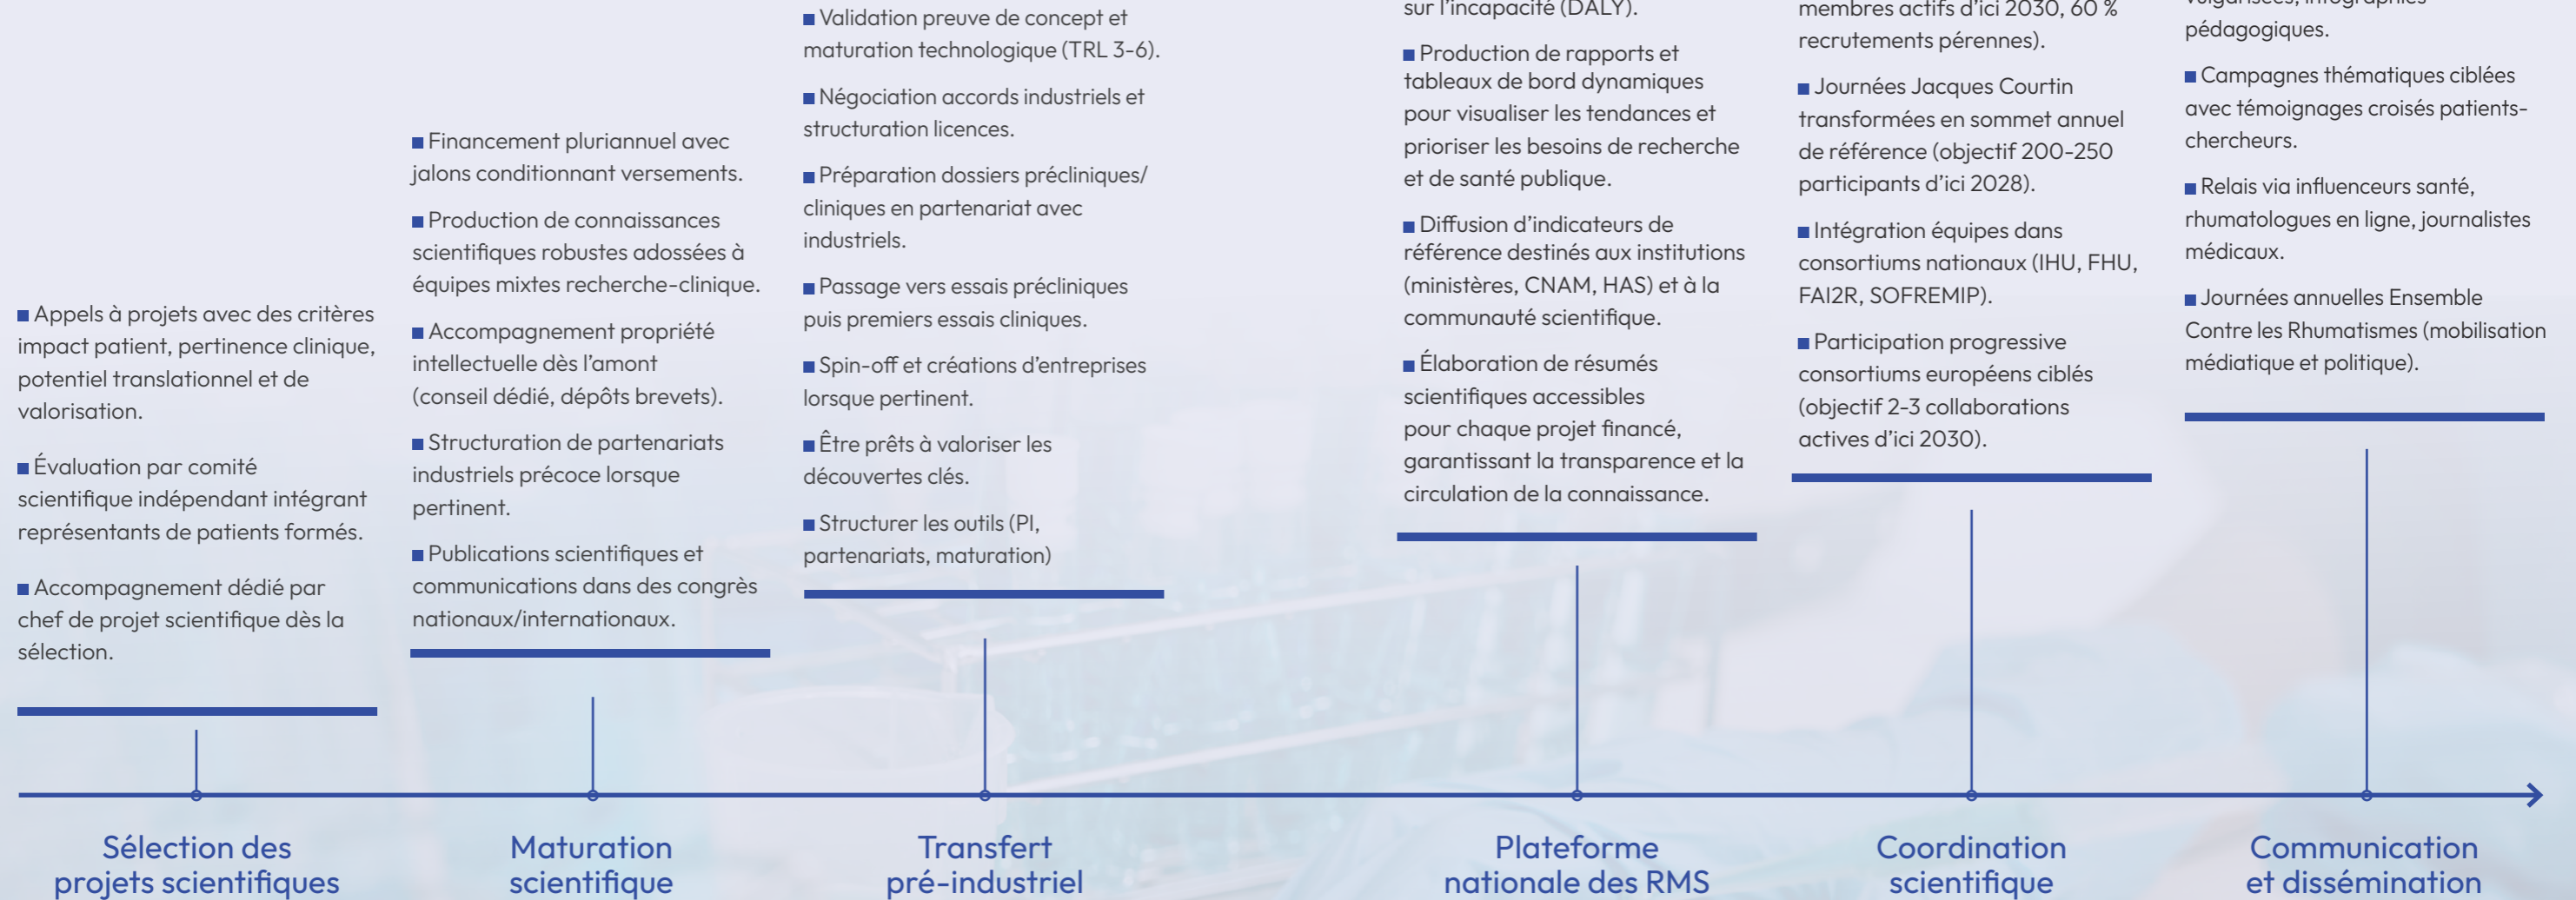 Appels à projets avec des critères
impact patient, pertinence clinique,
potentiel translationnel et de
valorisation.
Évaluation par comité
scientifique indépendant intégrant
représentants de patients formés.
Accompagnement dédié par
chef de projet scientifique dès la
sélection.
Sélection des
projets scientifiques
Financement pluriannuel avec
jalons conditionnant versements.
Production de connaissances
scientifiques robustes adossées à
équipes mixtes recherche-clinique.
Accompagnement propriété
intellectuelle dès l’amont
(conseil dédié, dépôts brevets).
Structuration de partenariats
industriels précoce lorsque
pertinent.
Publications scientifiques et
communications dans des congrès
nationaux/internationaux.
Maturation
scientifique
Validation preuve de concept et
maturation technologique (TRL 3-6).
Négociation accords industriels et
structuration licences.
Préparation dossiers précliniques/
cliniques en partenariat avec
industriels.
Passage vers essais précliniques
puis premiers essais cliniques.
Spin-off et créations d’entreprises
lorsque pertinent.
Être prêts à valoriser les
découvertes clés.
Structurer les outils (PI,
partenariats, maturation)
Transfert
pré-industriel
sur l’incapacité (DALY).
Production de rapports et
tableaux de bord dynamiques
pour visualiser les tendances et
prioriser les besoins de recherche
et de santé publique.
Diffusion d’indicateurs de
référence destinés aux institutions
(ministères, CNAM, HAS) et à la
communauté scientifique.
Élaboration de résumés
scientifiques accessibles
pour chaque projet financé,
garantissant la transparence et la
circulation de la connaissance.
Plateforme
nationale des RMS
membres actifs d’ici 2030, 60 %
recrutements pérennes).
Journées Jacques Courtin
transformées en sommet annuel
de référence (objectif 200-250
participants d’ici 2028).
Intégration équipes dans
consortiums nationaux (IHU, FHU,
FAI2R, SOFREMIP).
Participation progressive
consortiums européens ciblés
(objectif 2-3 collaborations
actives d’ici 2030).
Coordination
scientifique
pédagogiques.
Campagnes thématiques ciblées
avec témoignages croisés patients-
chercheurs.
Relais via influenceurs santé,
rhumatologues en ligne, journalistes
médicaux.
Journées annuelles Ensemble
Contre les Rhumatismes (mobilisation
médiatique et politique).
Communication
et dissémination